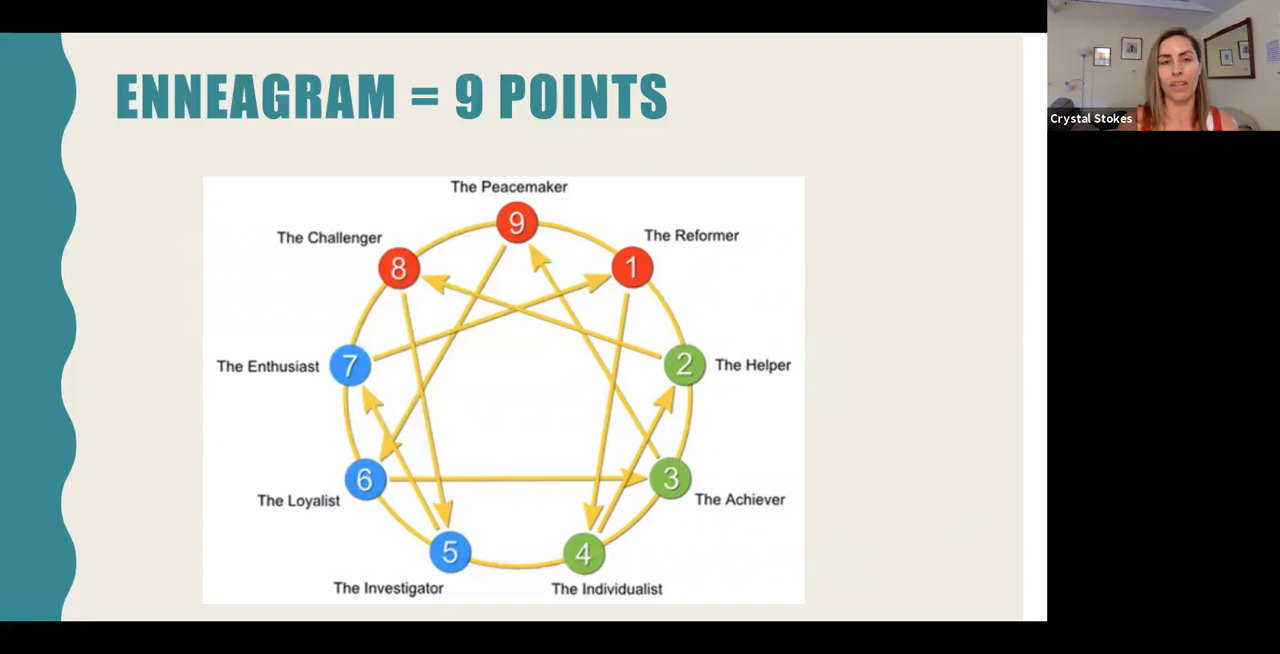 ENNEAGRAM = 9 POINTS
The Peacemaker
9
The Challenger
8
The Reformer
1
The Enthusiast
7
2
The Helper
6
The Loyalist
3
The Achiever
5
The Investigator
4
The Individualist
Crystal Stokes